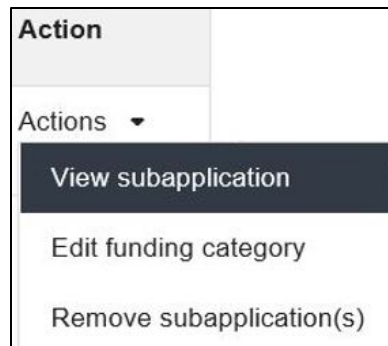 Action
Actions
View subapplication
Edit funding category
Remove subapplication(s)